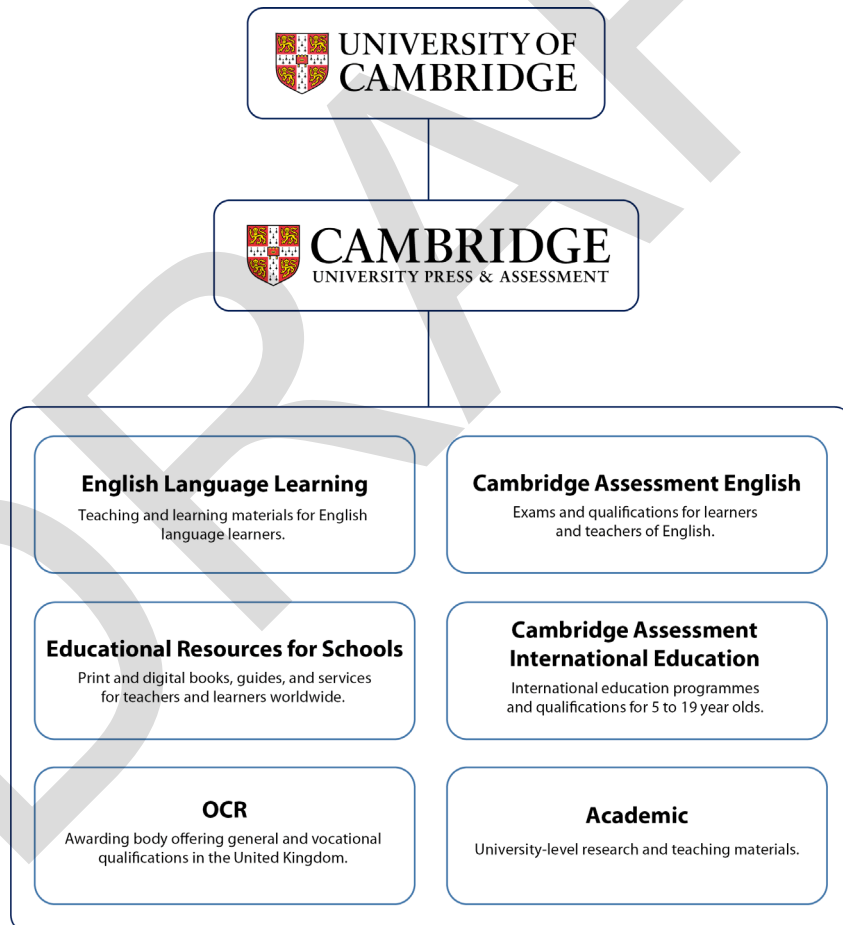 UNIVERSITY OF
CAMBRIDGE
CAMBRIDGE
UNIVERSITY PRESS & ASSESSMENT
English Language Learning
Teaching and learning materials for English
language learners.
Cambridge Assessment English
Exams and qualifications for learners
and teachers of English.
Educational Resources for Schools
Print and digital books, guides, and services
for teachers and learners worldwide.
Cambridge Assessment
International Education
International education programmes
and qualifications for 5 to 19 year olds.
OCR
Awarding body offering general and vocational
qualifications in the United Kingdom.
Academic
University-level research and teaching materials.
DRAF